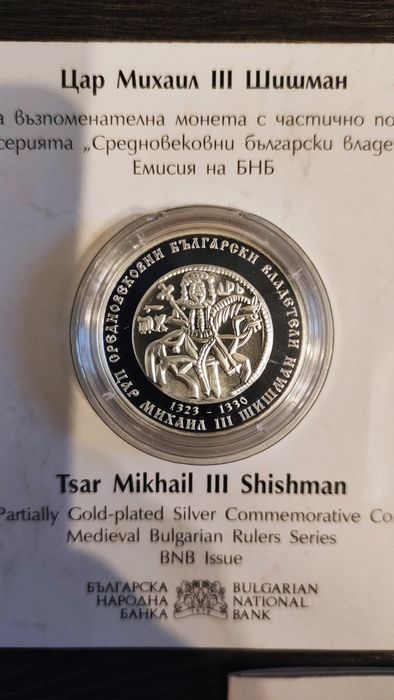 Цар Михаил III Шишман
възпоменателна монета с частично по
серията „Средновековни български владе
Емисия на БНБ
СРЕДНОВЕКОВНИ БЪЛГАРСКИ ВЛАДЕТЕЛИ
1323 - 1330
ЦАР МИХАИЛ III ШИШМАН
Tsar Mikhail III Shishman
Partially Gold-plated Silver Commemorative Co
Medieval Bulgarian Rulers Series
BNB Issue
БЪЛГАРСКА НАРОДНА БАНКА
BULGARIAN NATIONAL BANK